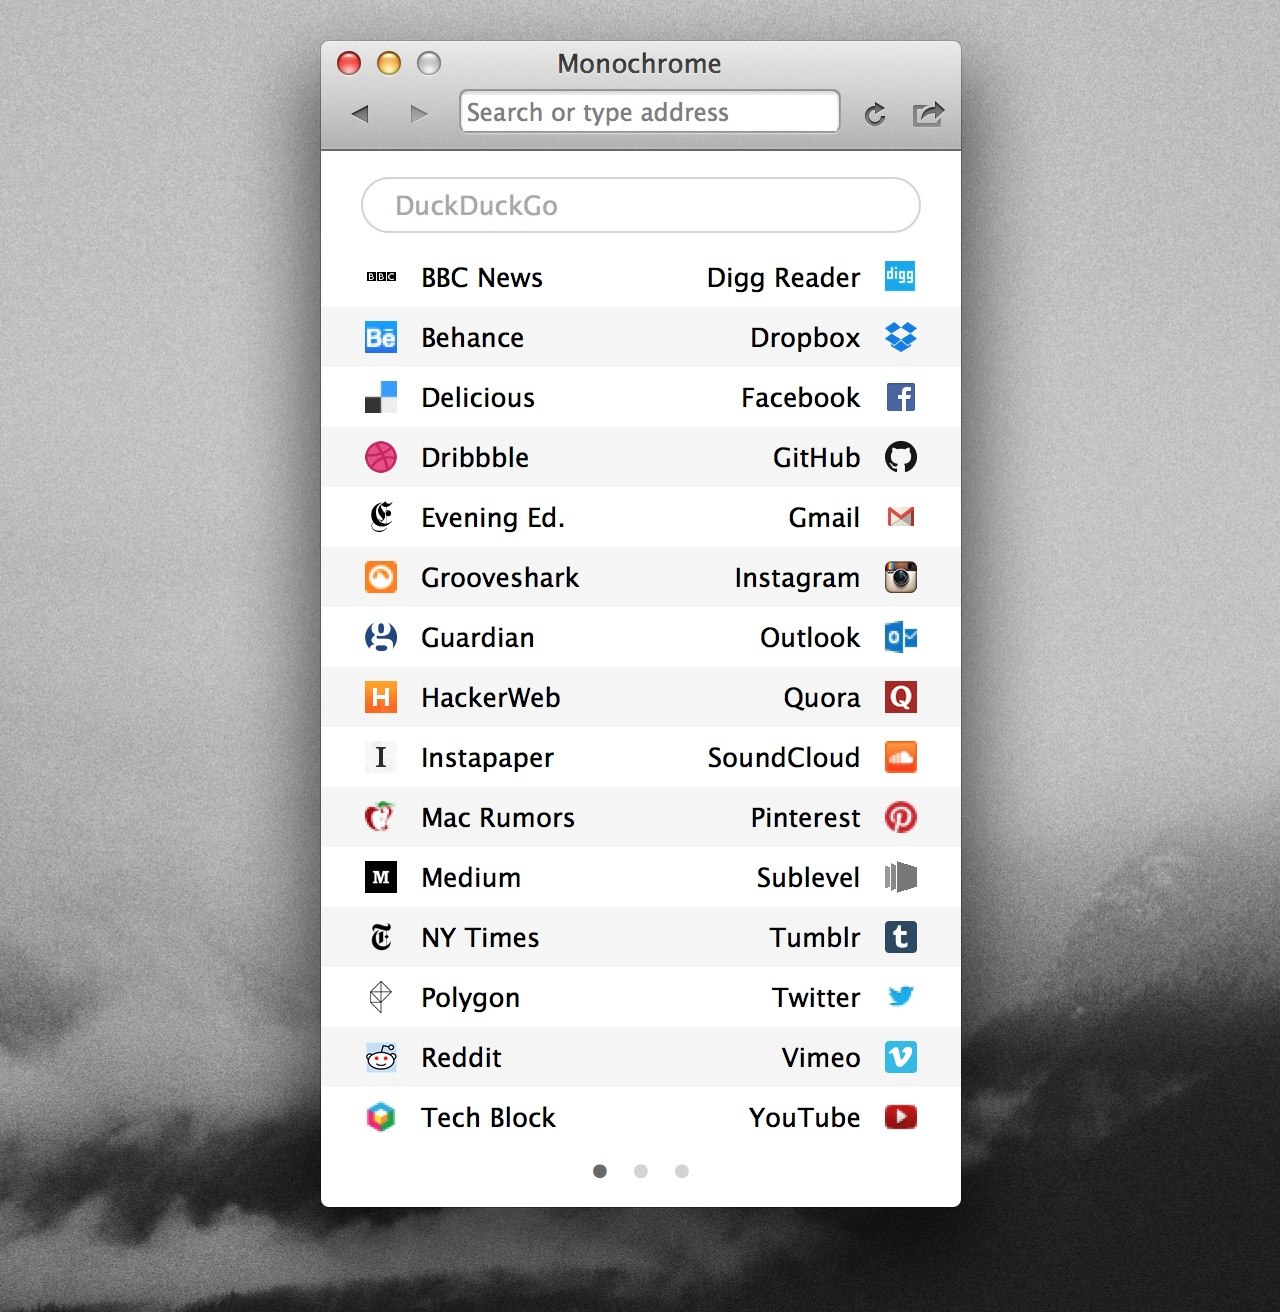 Monochrome
Search or type address
DuckDuckGo
BBC BBC News Digg Reader digg
Bē Behance Dropbox
Delicious Facebook f
Dribbble GitHub
E Evening Ed. Gmail M
Grooveshark Instagram
g Guardian Outlook O
H HackerWeb Quora Q
I Instapaper SoundCloud
Mac Rumors Pinterest P
M Medium Sublevel
T NY Times Tumblr t
Polygon Twitter
Reddit Vimeo v
Tech Block YouTube